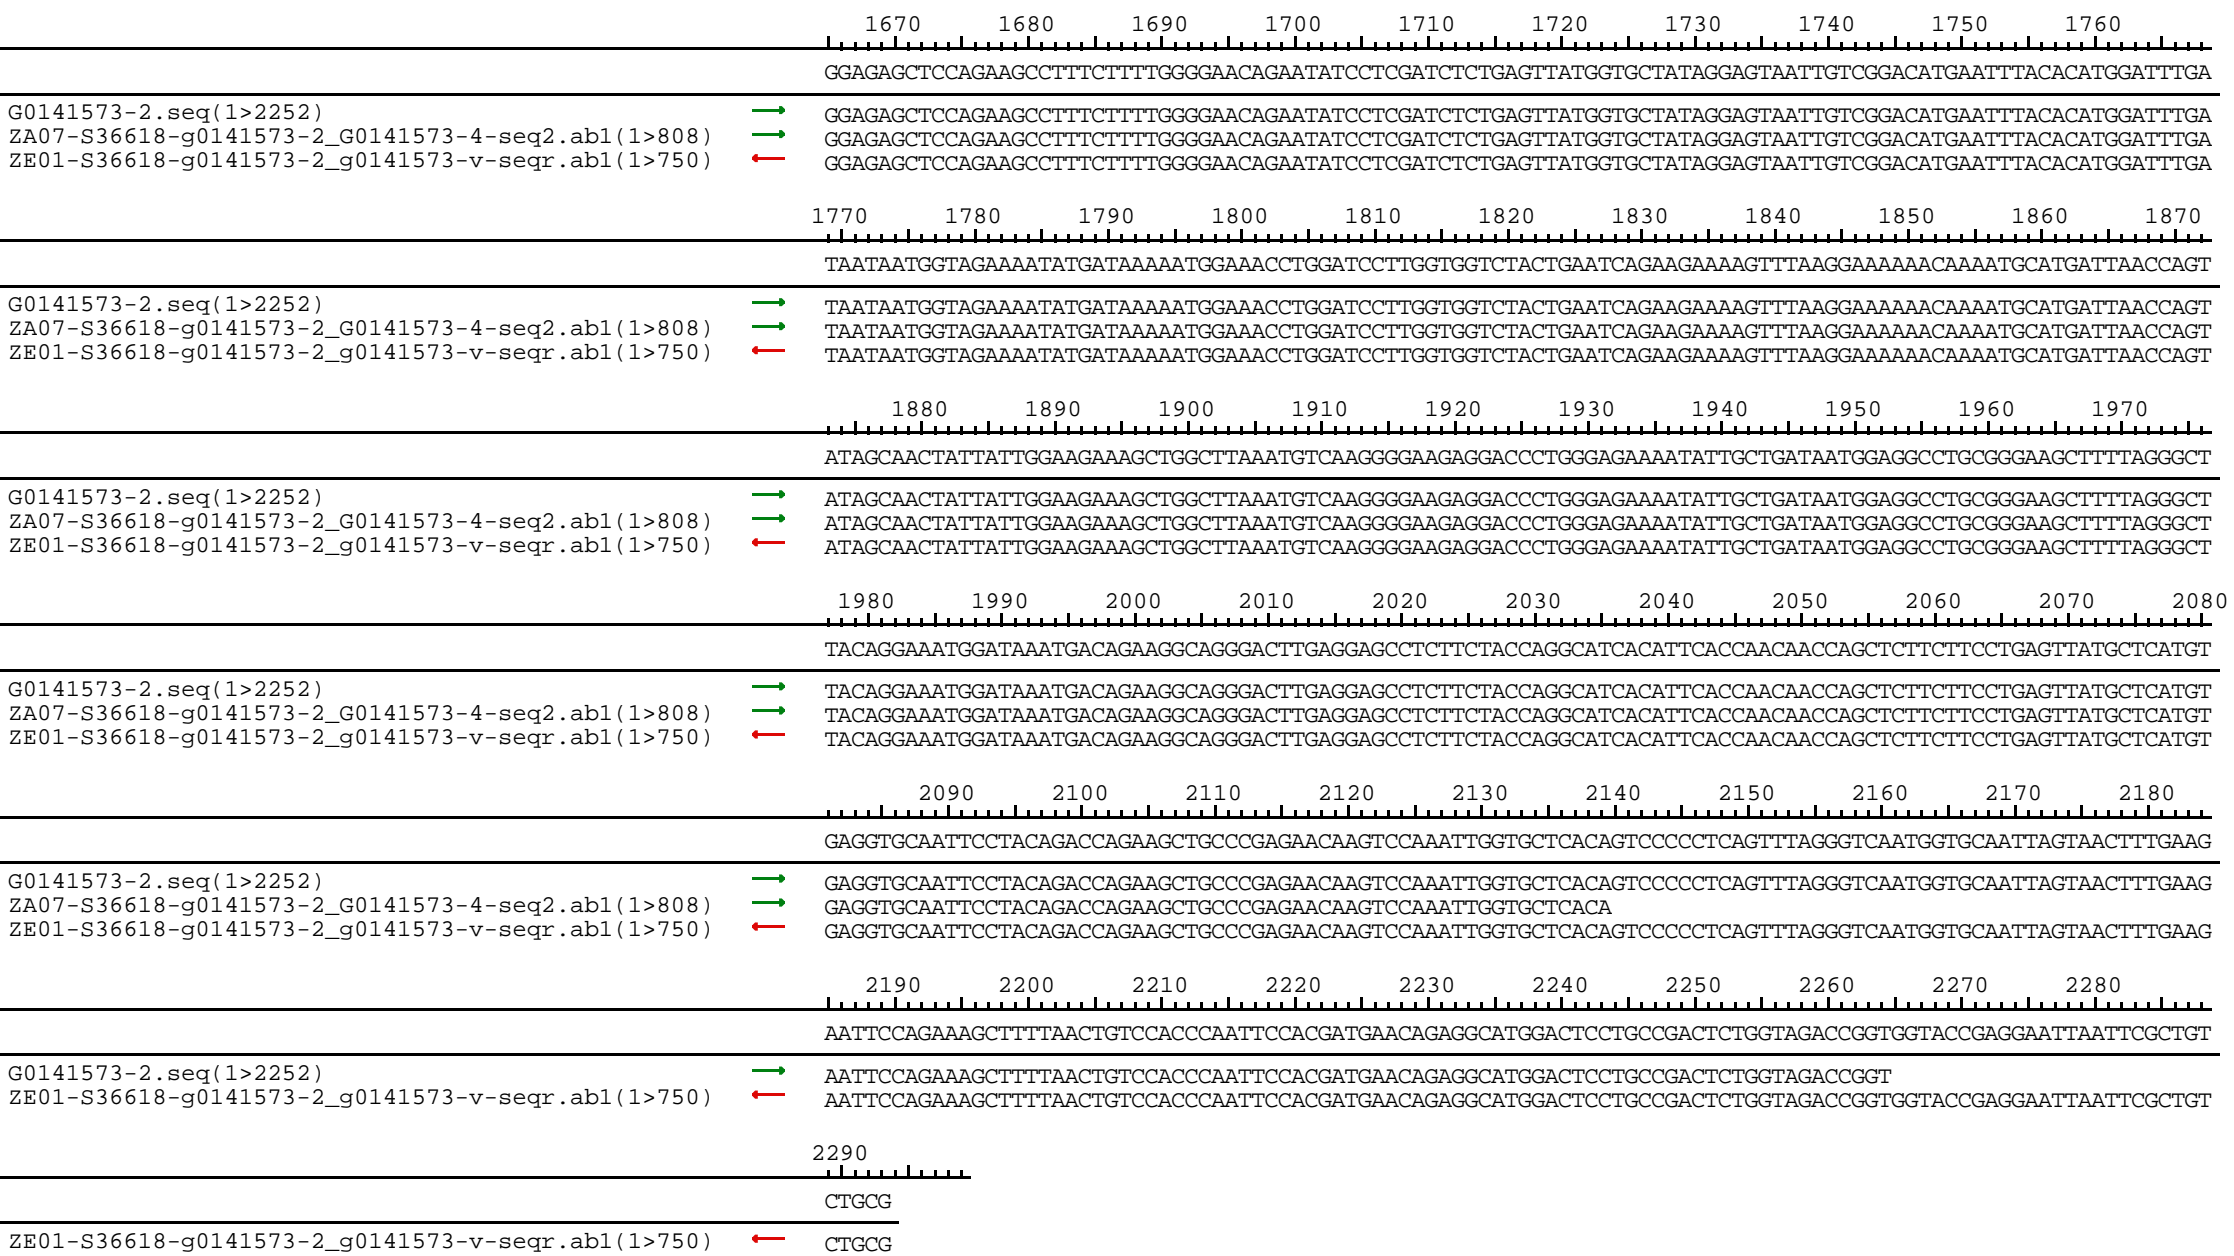 1670 1680 1690 1700 1710 1720 1730 1740 1750 1760
GGAGAGCTCCAGAAGCCTTTCTTTTGGGGAACAGAATATCCTCGATCTCTGAGTTATGGTGCTATAGGAGTAATTGTCGGACATGAATTTACACATGGATTTGA
G0141573-2.seq(1>2252) GGAGAGCTCCAGAAGCCTTTCTTTTGGGGAACAGAATATCCTCGATCTCTGAGTTATGGTGCTATAGGAGTAATTGTCGGACATGAATTTACACATGGATTTGA
ZA07-S36618-g0141573-2_G0141573-4-seq2.ab1(1>808) GGAGAGCTCCAGAAGCCTTTCTTTTGGGGAACAGAATATCCTCGATCTCTGAGTTATGGTGCTATAGGAGTAATTGTCGGACATGAATTTACACATGGATTTGA
ZE01-S36618-g0141573-2_g0141573-v-seqr.ab1(1>750) GGAGAGCTCCAGAAGCCTTTCTTTTGGGGAACAGAATATCCTCGATCTCTGAGTTATGGTGCTATAGGAGTAATTGTCGGACATGAATTTACACATGGATTTGA
1770 1780 1790 1800 1810 1820 1830 1840 1850 1860 1870
TAATAATGGTAGAAAATATGATAAAAATGGAAACCTGGATCCTTGGTGGTCTACTGAATCAGAAGAAAAGTTTAAGGAAAAAACAAAATGCATGATTAACCAGT
G0141573-2.seq(1>2252) TAATAATGGTAGAAAATATGATAAAAATGGAAACCTGGATCCTTGGTGGTCTACTGAATCAGAAGAAAAGTTTAAGGAAAAAACAAAATGCATGATTAACCAGT
ZA07-S36618-g0141573-2_G0141573-4-seq2.ab1(1>808) TAATAATGGTAGAAAATATGATAAAAATGGAAACCTGGATCCTTGGTGGTCTACTGAATCAGAAGAAAAGTTTAAGGAAAAAACAAAATGCATGATTAACCAGT
ZE01-S36618-g0141573-2_g0141573-v-seqr.ab1(1>750) TAATAATGGTAGAAAATATGATAAAAATGGAAACCTGGATCCTTGGTGGTCTACTGAATCAGAAGAAAAGTTTAAGGAAAAAACAAAATGCATGATTAACCAGT
1880 1890 1900 1910 1920 1930 1940 1950 1960 1970
ATAGCAACTATTATTGGAAGAAAGCTGGCTTAAATGTCAAGGGGAAGAGGACCCTGGGAGAAAATATTGCTGATAATGGAGGCCTGCGGGAAGCTTTTAGGGCT
G0141573-2.seq(1>2252) ATAGCAACTATTATTGGAAGAAAGCTGGCTTAAATGTCAAGGGGAAGAGGACCCTGGGAGAAAATATTGCTGATAATGGAGGCCTGCGGGAAGCTTTTAGGGCT
ZA07-S36618-g0141573-2_G0141573-4-seq2.ab1(1>808) ATAGCAACTATTATTGGAAGAAAGCTGGCTTAAATGTCAAGGGGAAGAGGACCCTGGGAGAAAATATTGCTGATAATGGAGGCCTGCGGGAAGCTTTTAGGGCT
ZE01-S36618-g0141573-2_g0141573-v-seqr.ab1(1>750) ATAGCAACTATTATTGGAAGAAAGCTGGCTTAAATGTCAAGGGGAAGAGGACCCTGGGAGAAAATATTGCTGATAATGGAGGCCTGCGGGAAGCTTTTAGGGCT
1980 1990 2000 2010 2020 2030 2040 2050 2060 2070 2080
TACAGGAAATGGATAAATGACAGAAGGCAGGGACTTGAGGAGCCTCTTCTACCAGGCATCACATTCACCAACAACCAGCTCTTCTTCCTGAGTTATGCTCATGT
G0141573-2.seq(1>2252) TACAGGAAATGGATAAATGACAGAAGGCAGGGACTTGAGGAGCCTCTTCTACCAGGCATCACATTCACCAACAACCAGCTCTTCTTCCTGAGTTATGCTCATGT
ZA07-S36618-g0141573-2_G0141573-4-seq2.ab1(1>808) TACAGGAAATGGATAAATGACAGAAGGCAGGGACTTGAGGAGCCTCTTCTACCAGGCATCACATTCACCAACAACCAGCTCTTCTTCCTGAGTTATGCTCATGT
ZE01-S36618-g0141573-2_g0141573-v-seqr.ab1(1>750) TACAGGAAATGGATAAATGACAGAAGGCAGGGACTTGAGGAGCCTCTTCTACCAGGCATCACATTCACCAACAACCAGCTCTTCTTCCTGAGTTATGCTCATGT
2090 2100 2110 2120 2130 2140 2150 2160 2170 2180
GAGGTGCAATTCCTACAGACCAGAAGCTGCCCGAGAACAAGTCCAAATTGGTGCTCACAGTCCCCCTCAGTTTAGGGTCAATGGTGCAATTAGTAACTTTGAAG
G0141573-2.seq(1>2252) GAGGTGCAATTCCTACAGACCAGAAGCTGCCCGAGAACAAGTCCAAATTGGTGCTCACAGTCCCCCTCAGTTTAGGGTCAATGGTGCAATTAGTAACTTTGAAG
ZA07-S36618-g0141573-2_G0141573-4-seq2.ab1(1>808) GAGGTGCAATTCCTACAGACCAGAAGCTGCCCGAGAACAAGTCCAAATTGGTGCTCACA
ZE01-S36618-g0141573-2_g0141573-v-seqr.ab1(1>750) GAGGTGCAATTCCTACAGACCAGAAGCTGCCCGAGAACAAGTCCAAATTGGTGCTCACAGTCCCCCTCAGTTTAGGGTCAATGGTGCAATTAGTAACTTTGAAG
2190 2200 2210 2220 2230 2240 2250 2260 2270 2280
AATTCCAGAAAGCTTTTAACTGTCCACCCAATTCCACGATGAACAGAGGCATGGACTCCTGCCGACTCTGGTAGACCGGTGGTACCGAGGAATTAATTCGCTGT
G0141573-2.seq(1>2252) AATTCCAGAAAGCTTTTAACTGTCCACCCAATTCCACGATGAACAGAGGCATGGACTCCTGCCGACTCTGGTAGACCGGT
ZE01-S36618-g0141573-2_g0141573-v-seqr.ab1(1>750) AATTCCAGAAAGCTTTTAACTGTCCACCCAATTCCACGATGAACAGAGGCATGGACTCCTGCCGACTCTGGTAGACCGGTGGTACCGAGGAATTAATTCGCTGT
2290
CTGCG
ZE01-S36618-g0141573-2_g0141573-v-seqr.ab1(1>750) CTGCG